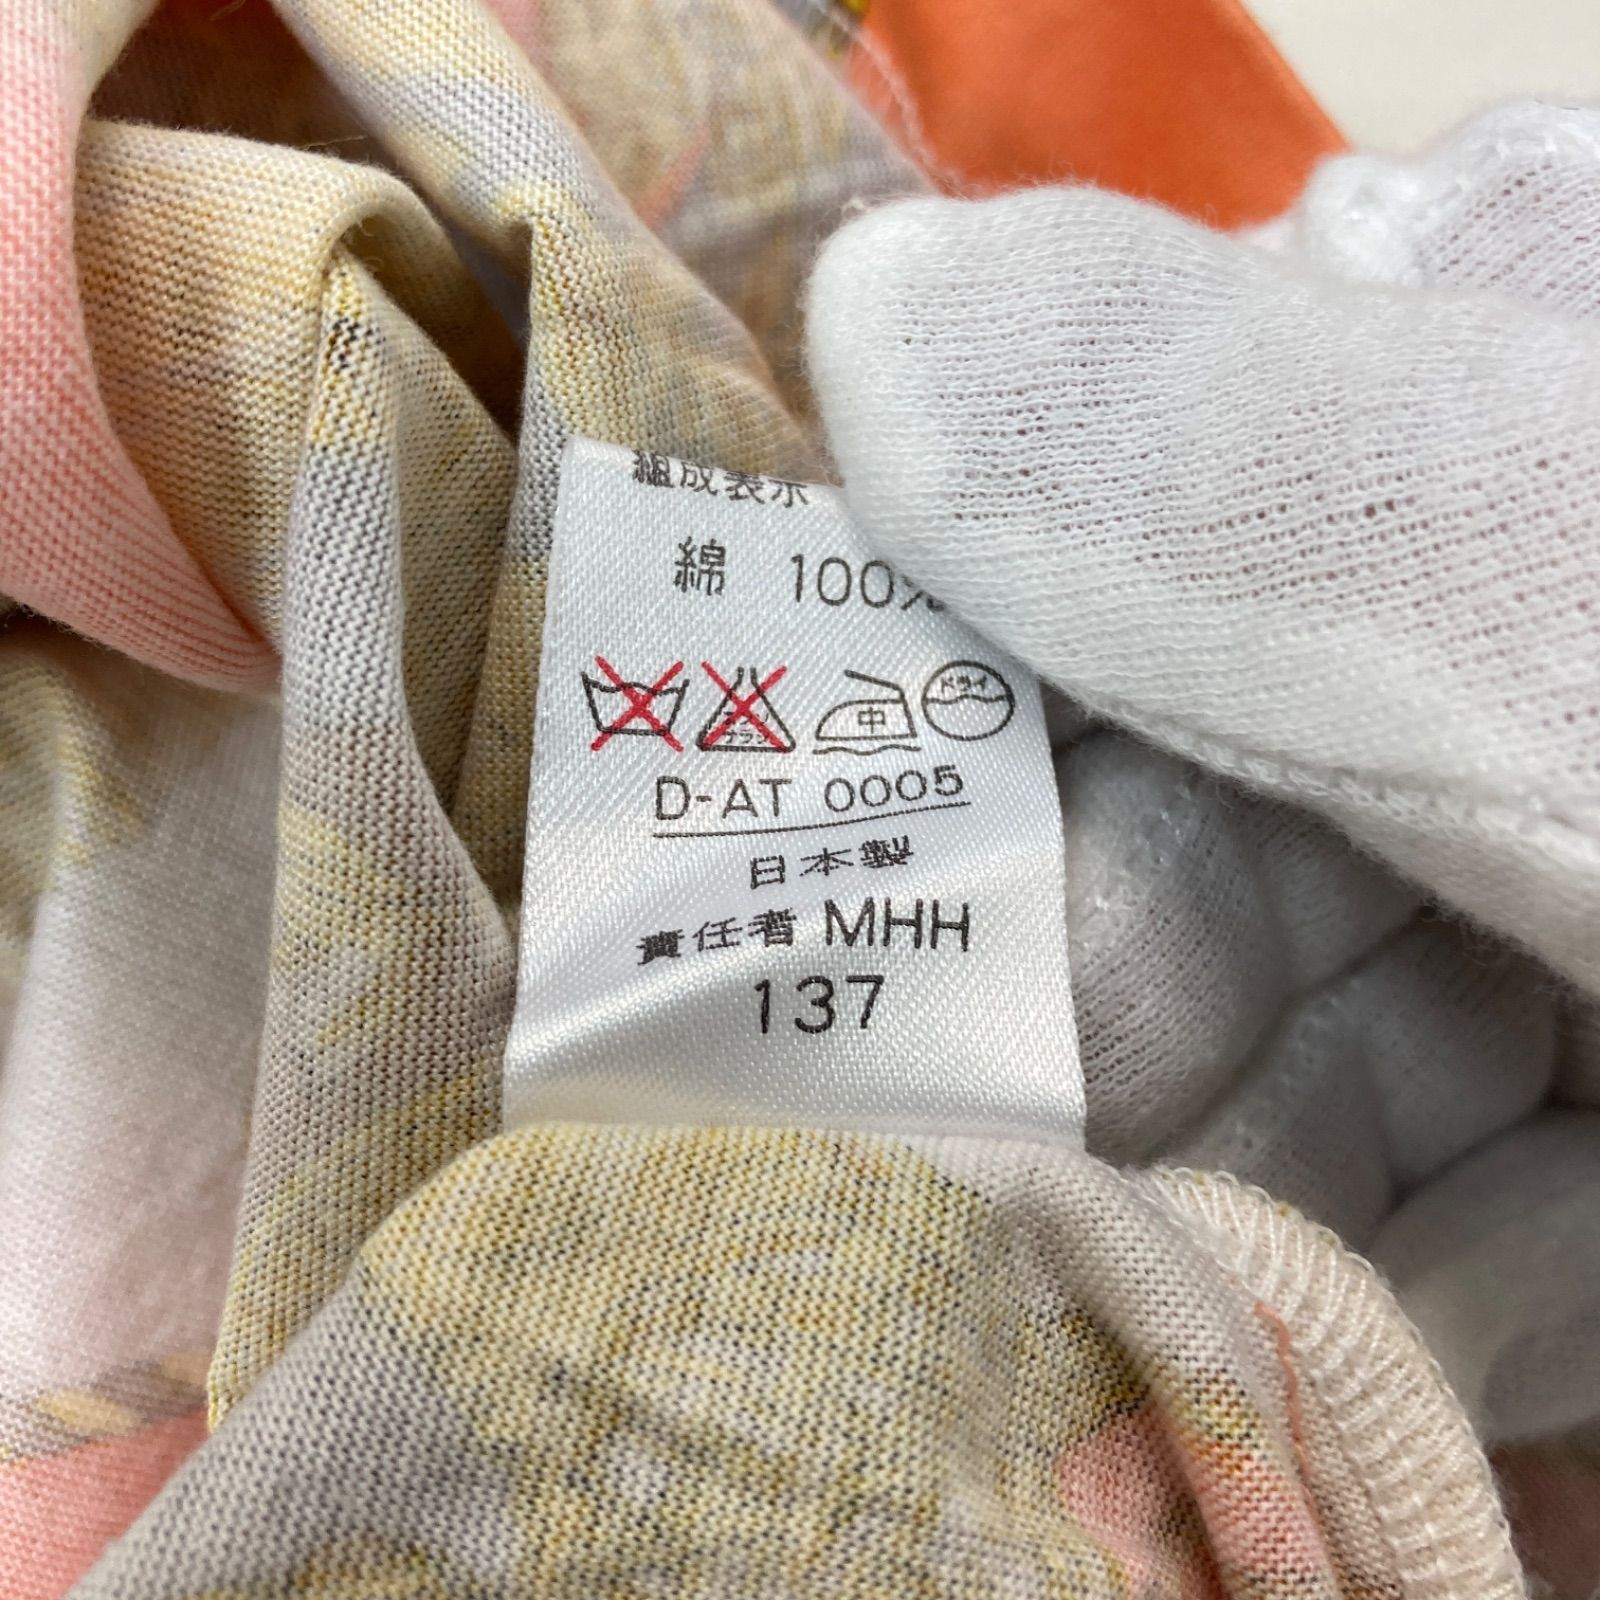 組成表示
綿 100%
中 ドライ
D-AT 0005
日本製
責任者 MHH
137